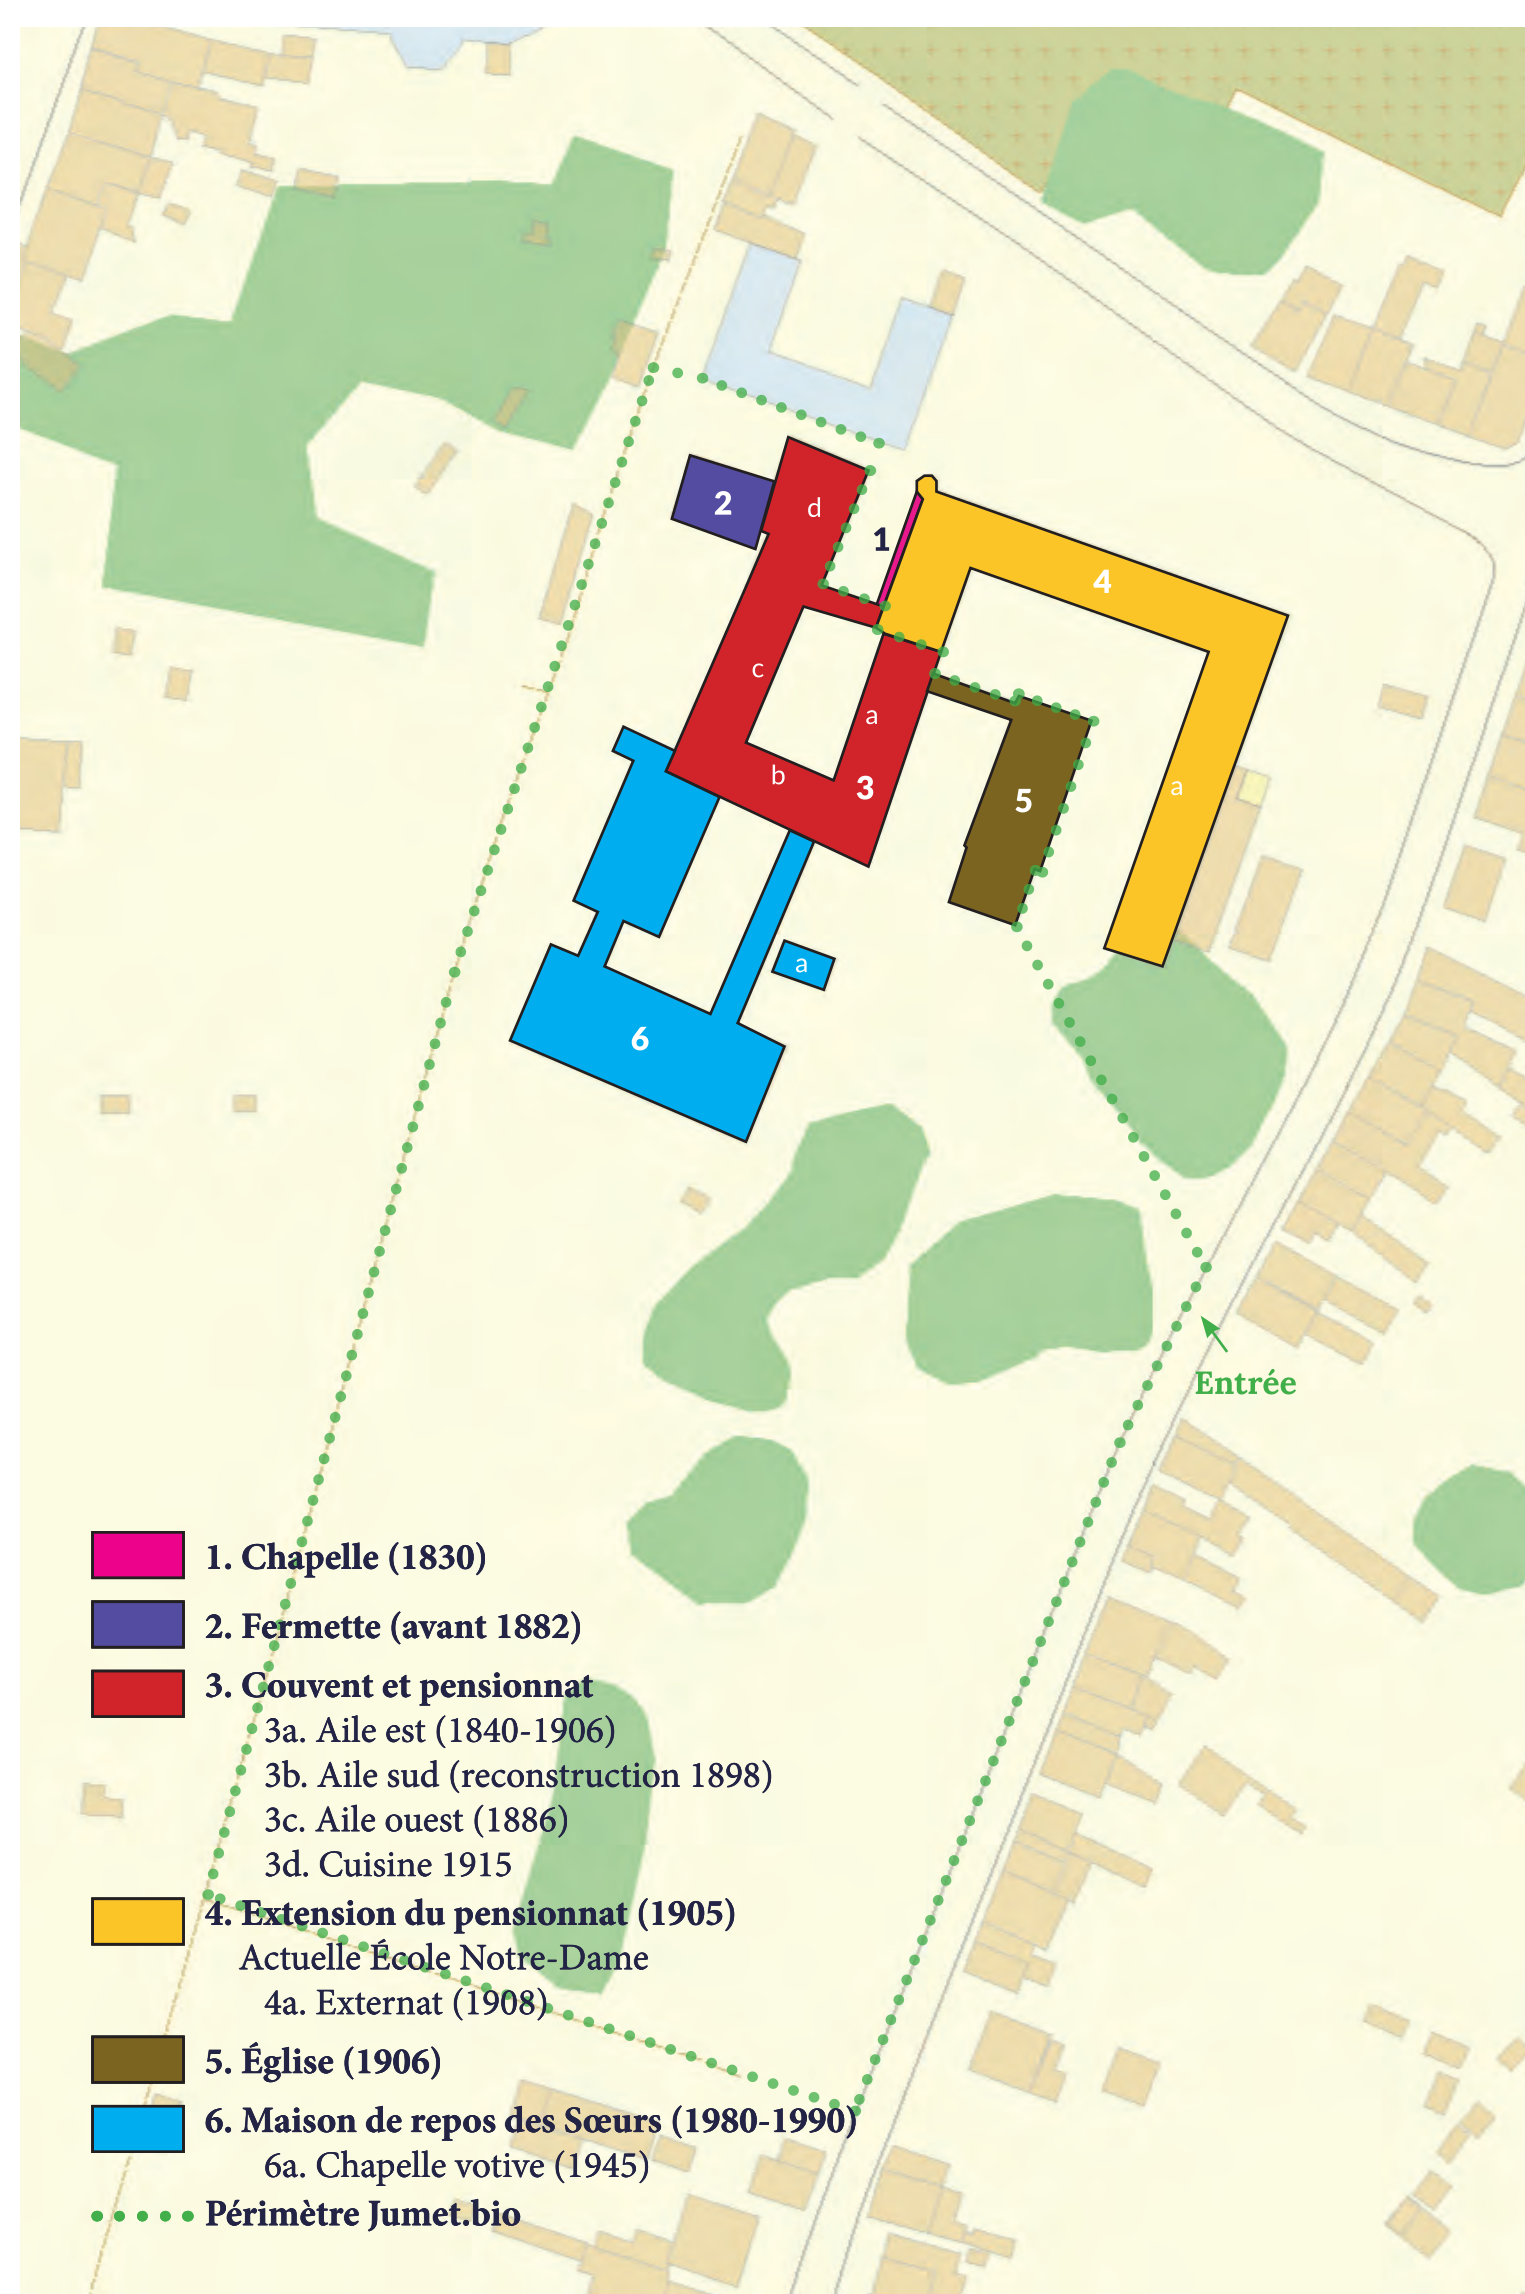 2
d
1
4
c
a
b
3
5
a
a
6
Entrée
1. Chapelle (1830)
2. Fermette (avant 1882)
3. Couvent et pensionnat
3a. Aile est (1840-1906)
3b. Aile sud (reconstruction 1898)
3c. Aile ouest (1886)
3d. Cuisine 1915
4. Extension du pensionnat (1905)
Actuelle École Notre-Dame
4a. Externat (1908)
5. Église (1906)
6. Maison de repos des Sœurs (1980-1990)
6a. Chapelle votive (1945)
Périmètre Jumet.bio